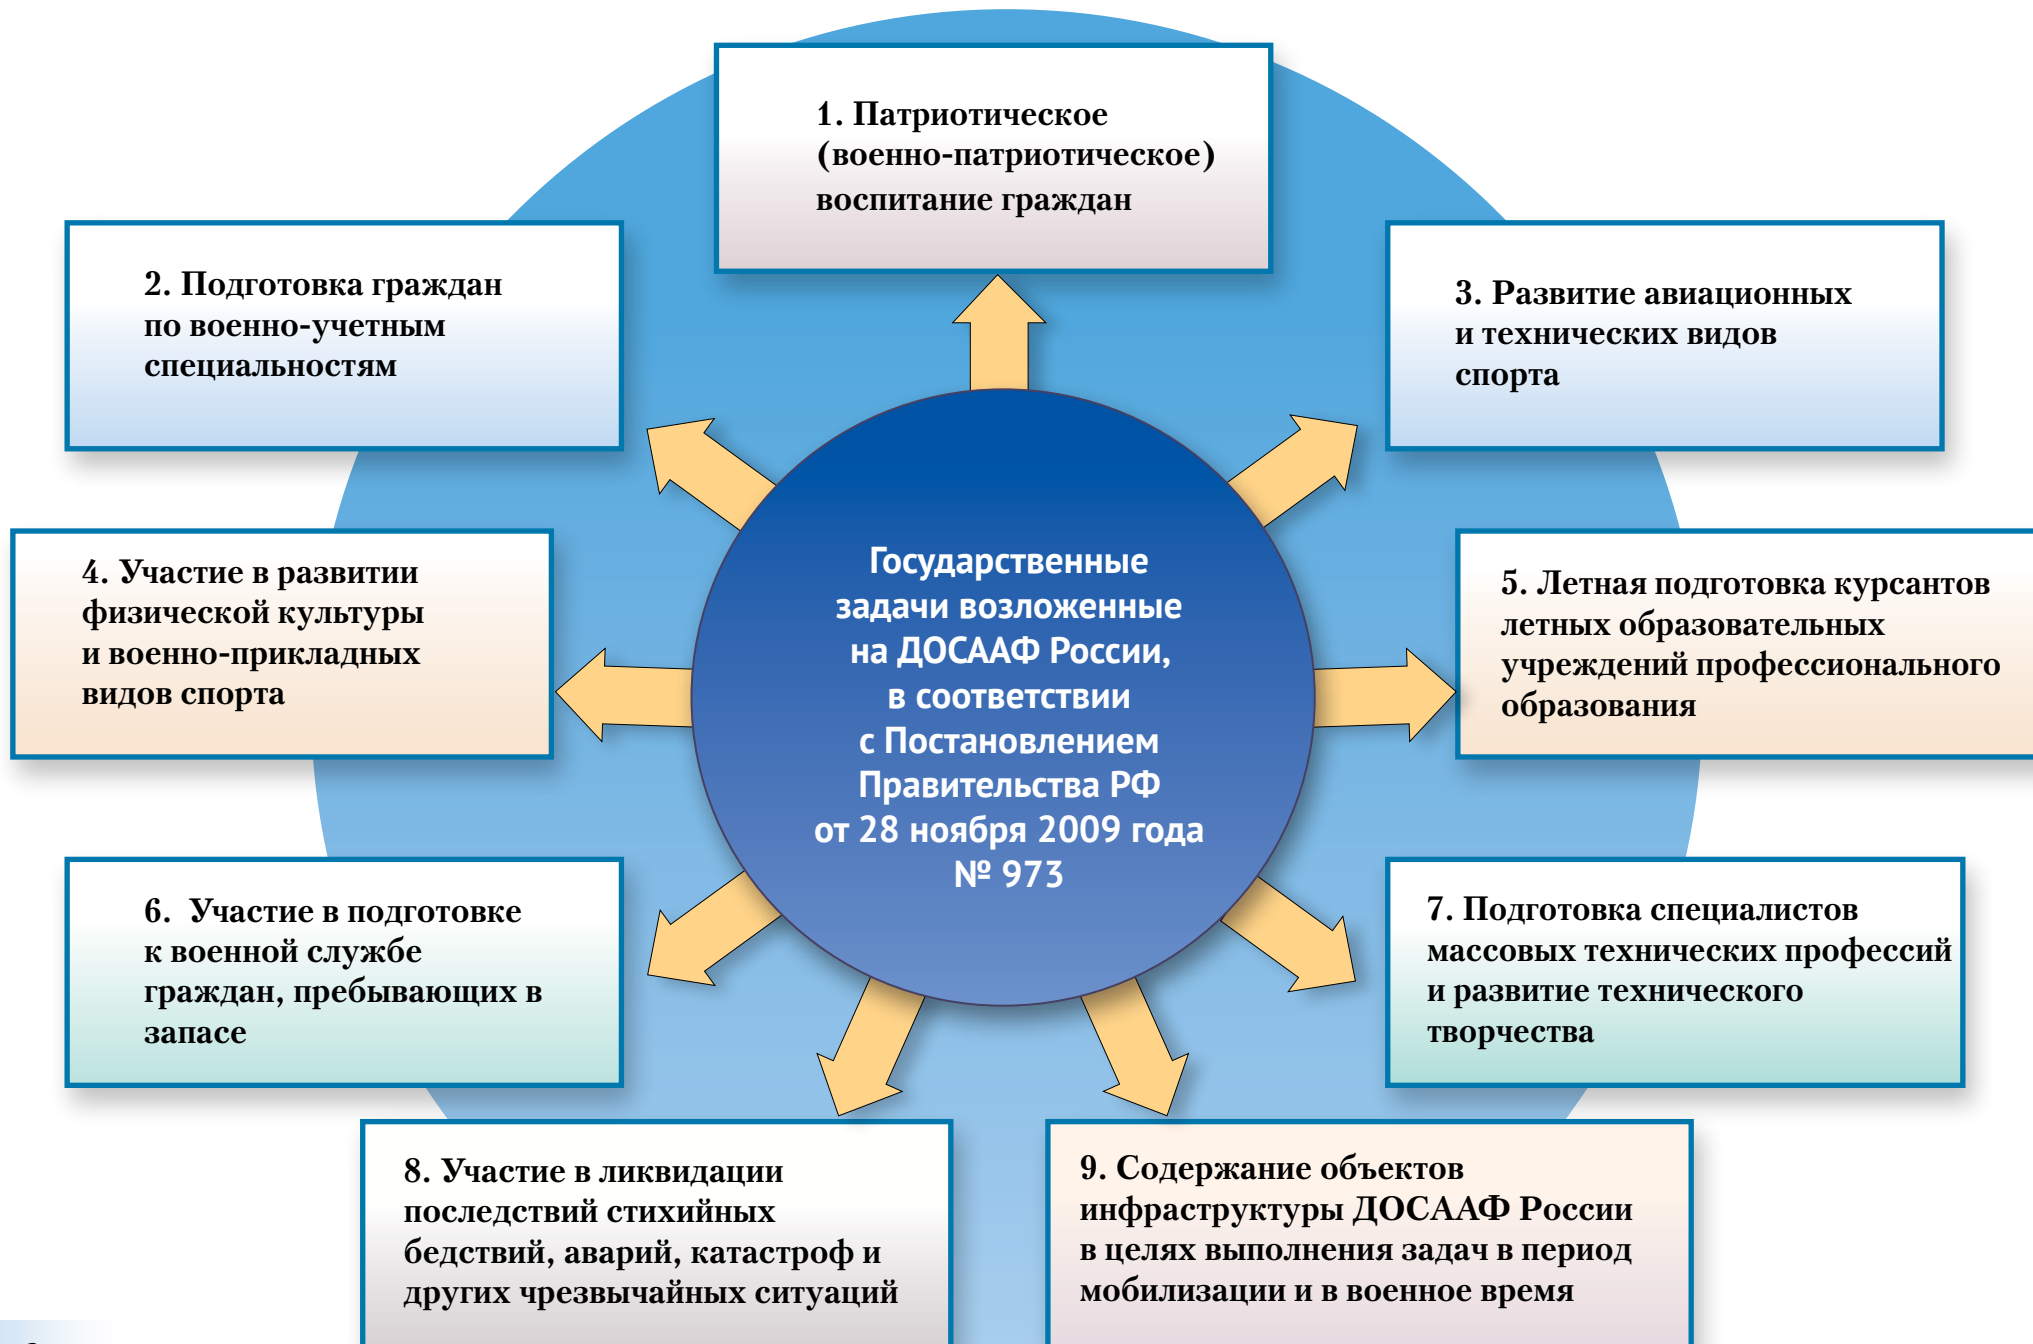 1. Патриотическое
(военно-патриотическое)
воспитание граждан
2. Подготовка граждан
по военно-учетным
специальностям
3. Развитие авиационных
и технических видов
спорта
Государственные
задачи возложенные
на ДОСААФ России,
в соответствии
с Постановлением
Правительства РФ
от 28 ноября 2009 года
№ 973
4. Участие в развитии
физической культуры
и военно-прикладных
видов спорта
5. Летная подготовка курсантов
летных образовательных
учреждений профессионального
образования
6. Участие в подготовке
к военной службе
граждан, пребывающих в
запасе
7. Подготовка специалистов
массовых технических профессий
и развитие технического
творчества
8. Участие в ликвидации
последствий стихийных
бедствий, аварий, катастроф и
других чрезвычайных ситуаций
9. Содержание объектов
инфраструктуры ДОСААФ России
в целях выполнения задач в период
мобилизации и в военное время